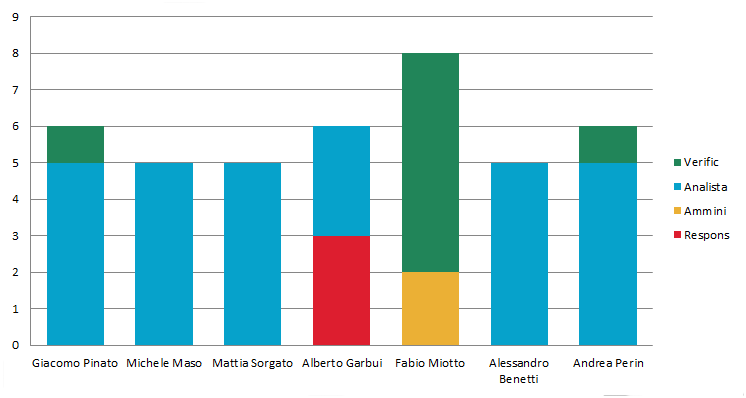 9
8
7
6
5
4
3
2
1
0
Verific
Analista
Ammini
Respons
Giacomo Pinato Michele Maso Mattia Sorgato Alberto Garbui Fabio Miotto Alessandro Andrea Perin
Benetti